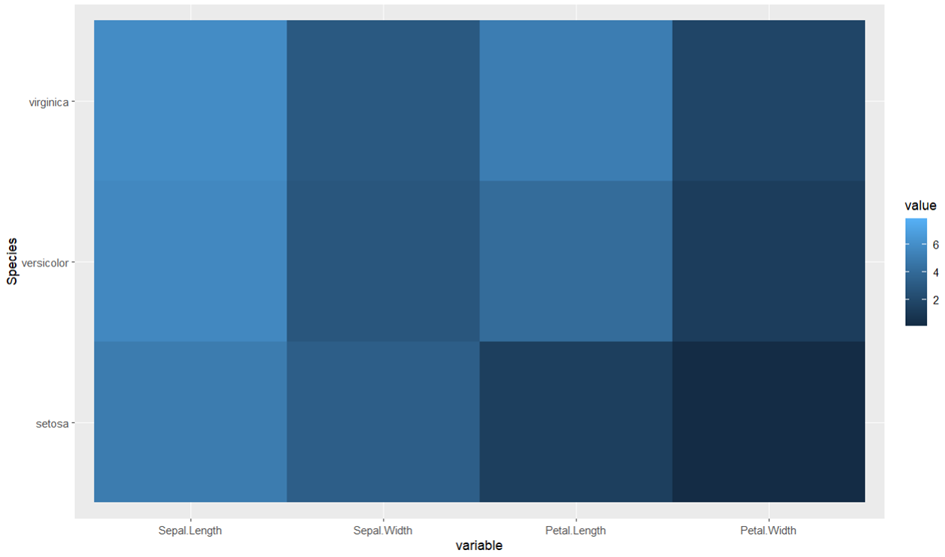 Species
virginica
versicolor
setosa
Sepal.Length
Sepal.Width
Petal.Length
Petal.Width
variable
value
6
4
2